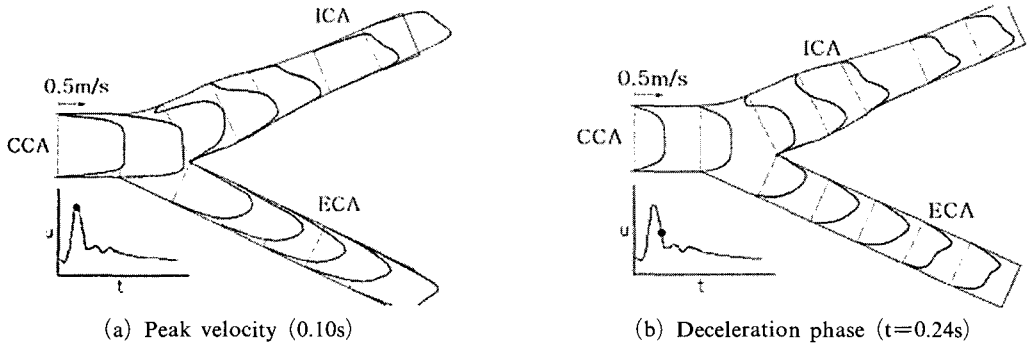 ICA
0.5m/s
CCA
ECA
u
t
(a) Peak velocity (0.10s)
ICA
0.5m/s
CCA
ECA
u
t
(b) Deceleration phase (t=0.24s)